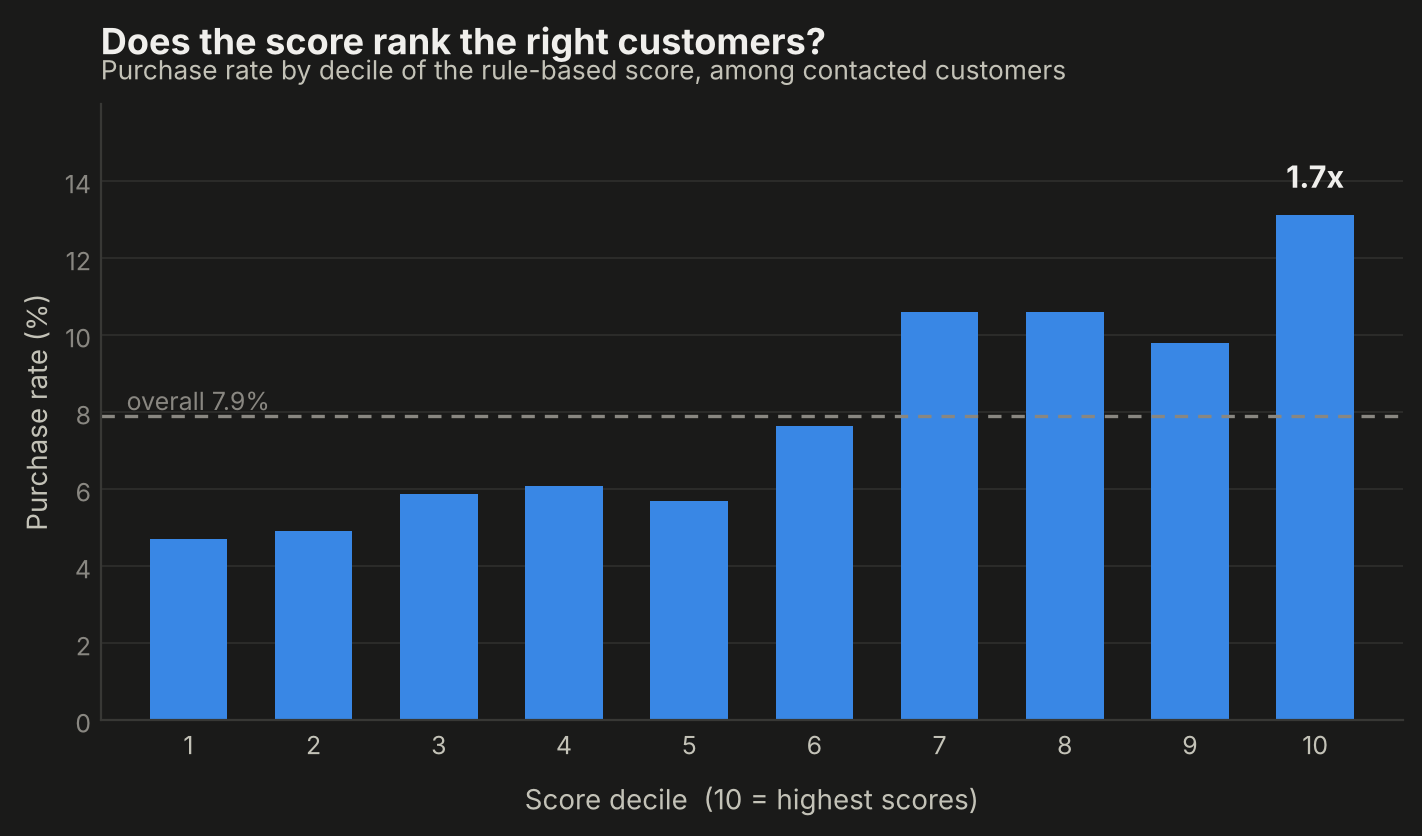 Does the score rank the right customers?
Purchase rate by decile of the rule-based score, among contacted customers
Purchase rate (%)
14
12
10
8
6
4
2
0
overall 7.9%
1.7x
1 2 3 4 5 6 7 8 9 10
Score decile (10 = highest scores)